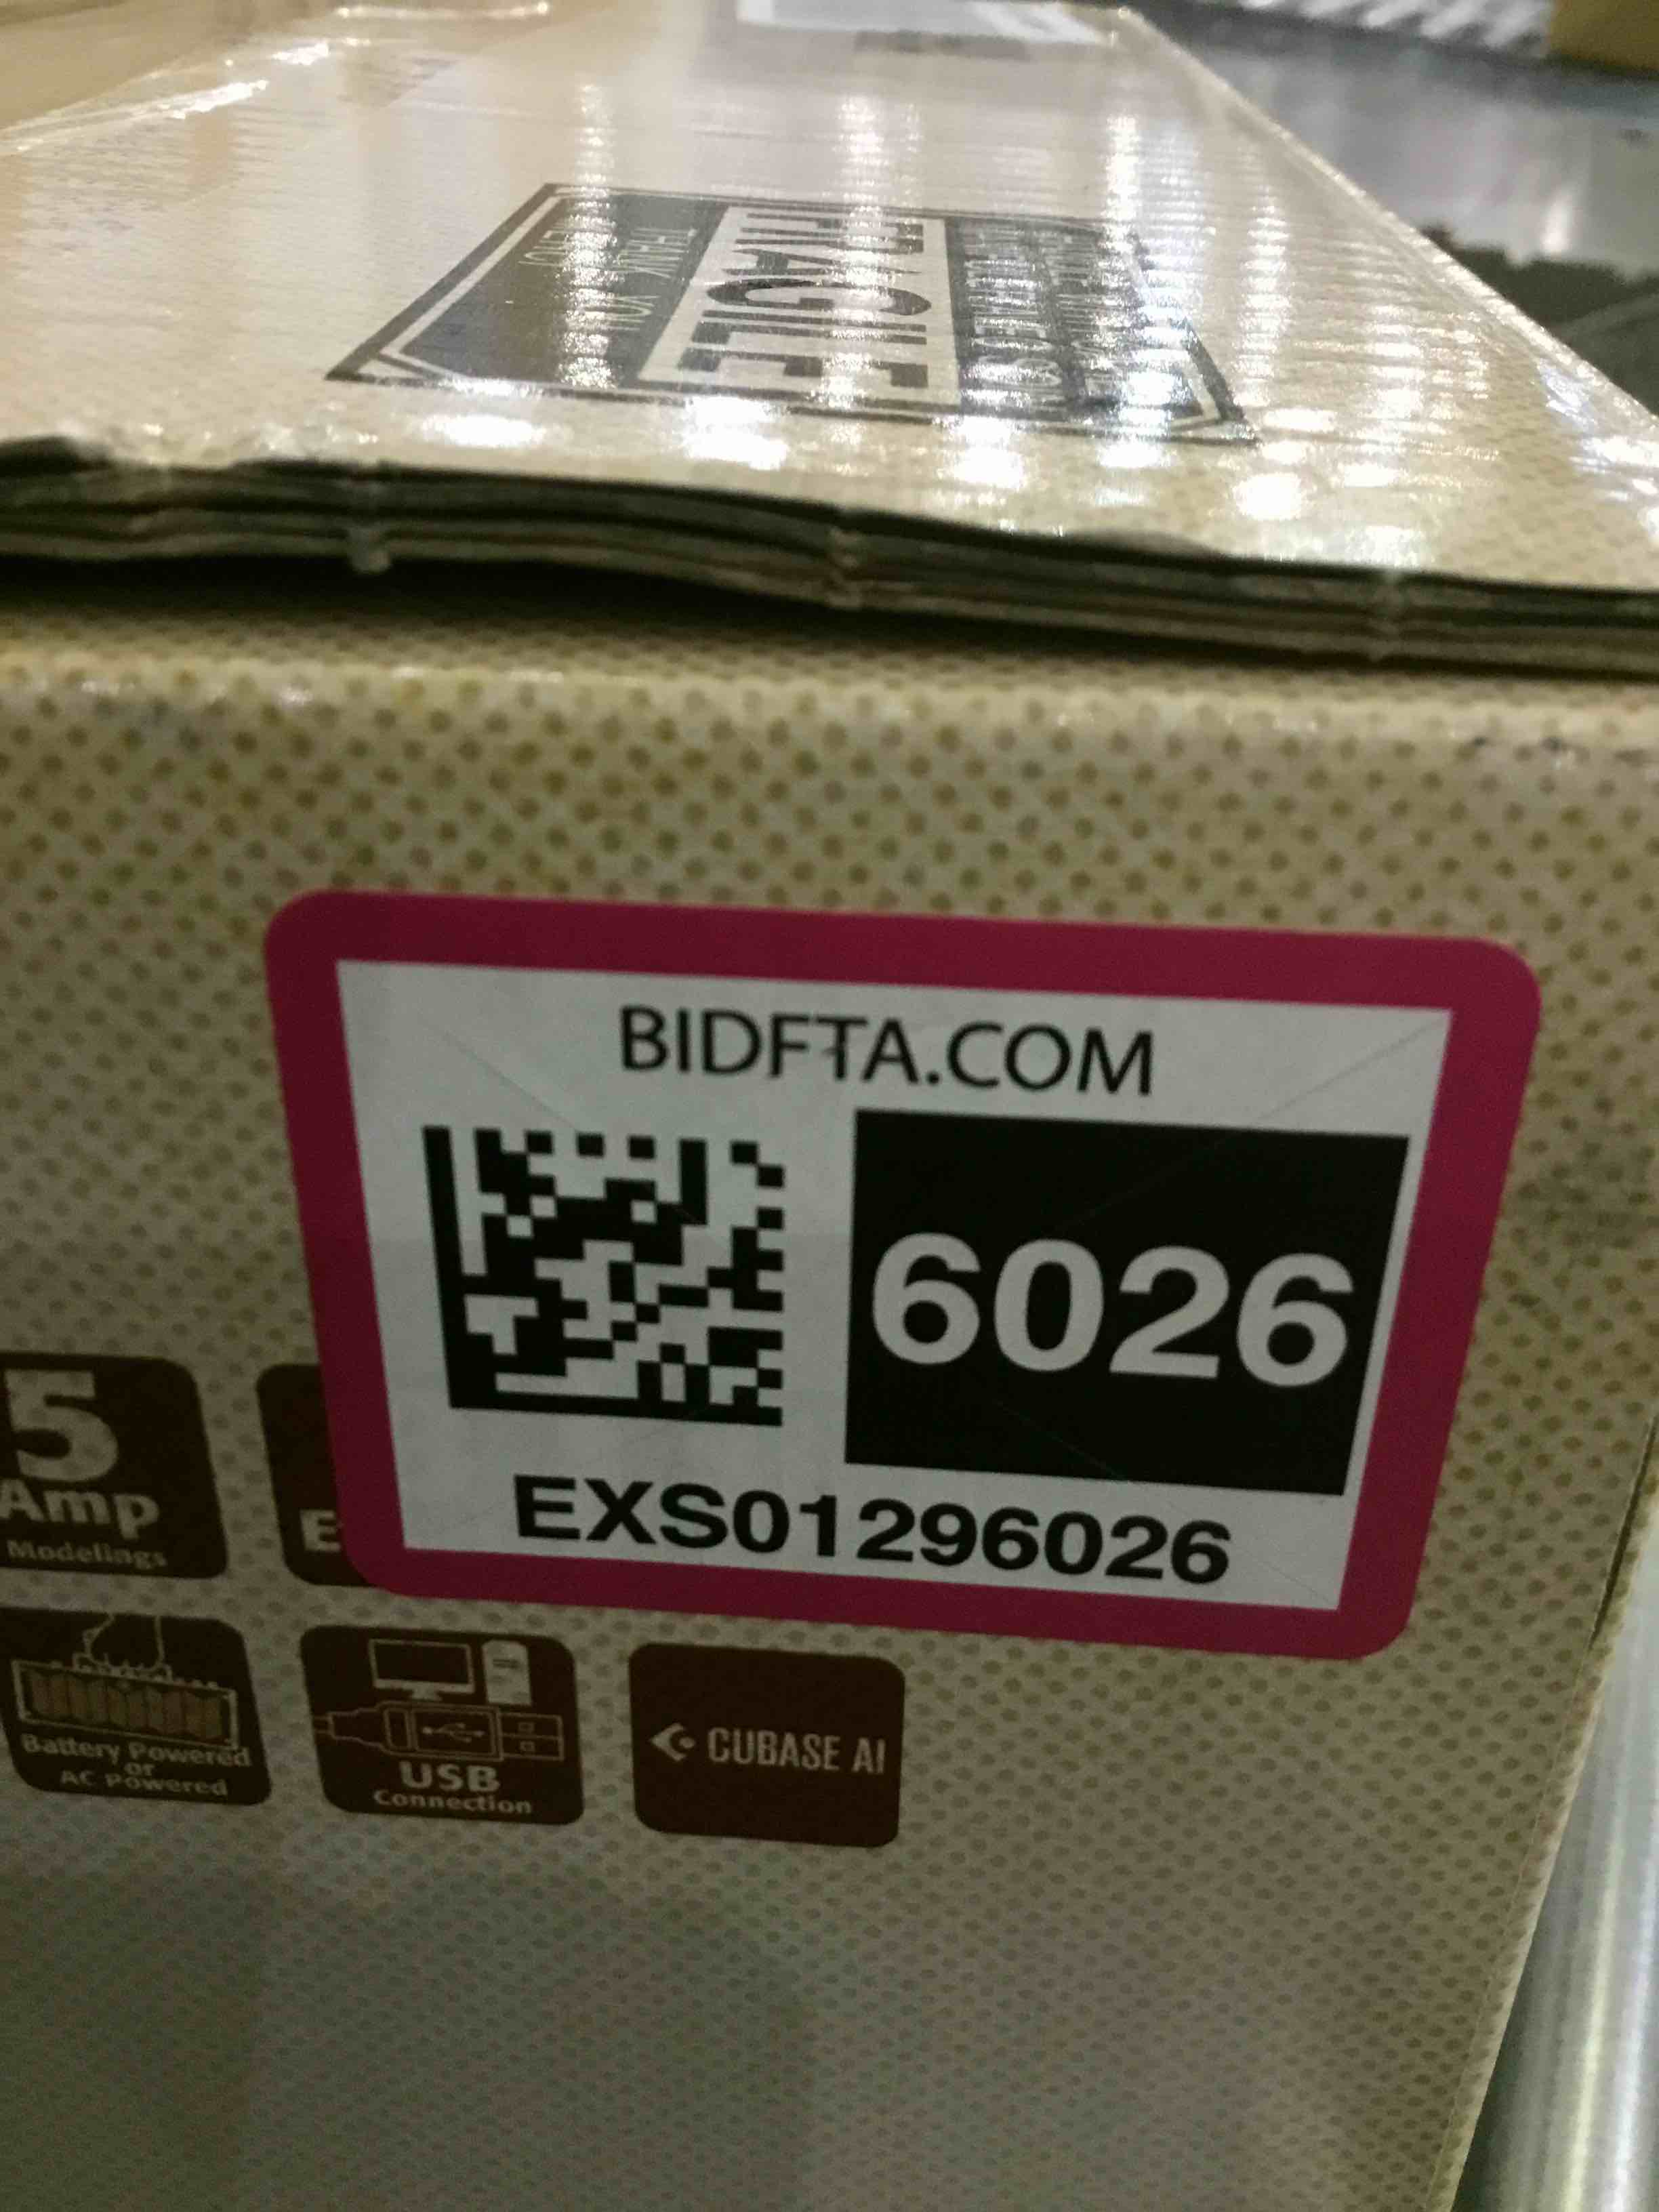 THANK YOU
FRAGILE
BIDFTA.COM
6026
EXS01296026
5
Amp
Modelings
E
Battery Powered
or
AC Powered
USB
Connection
CUBASE AI